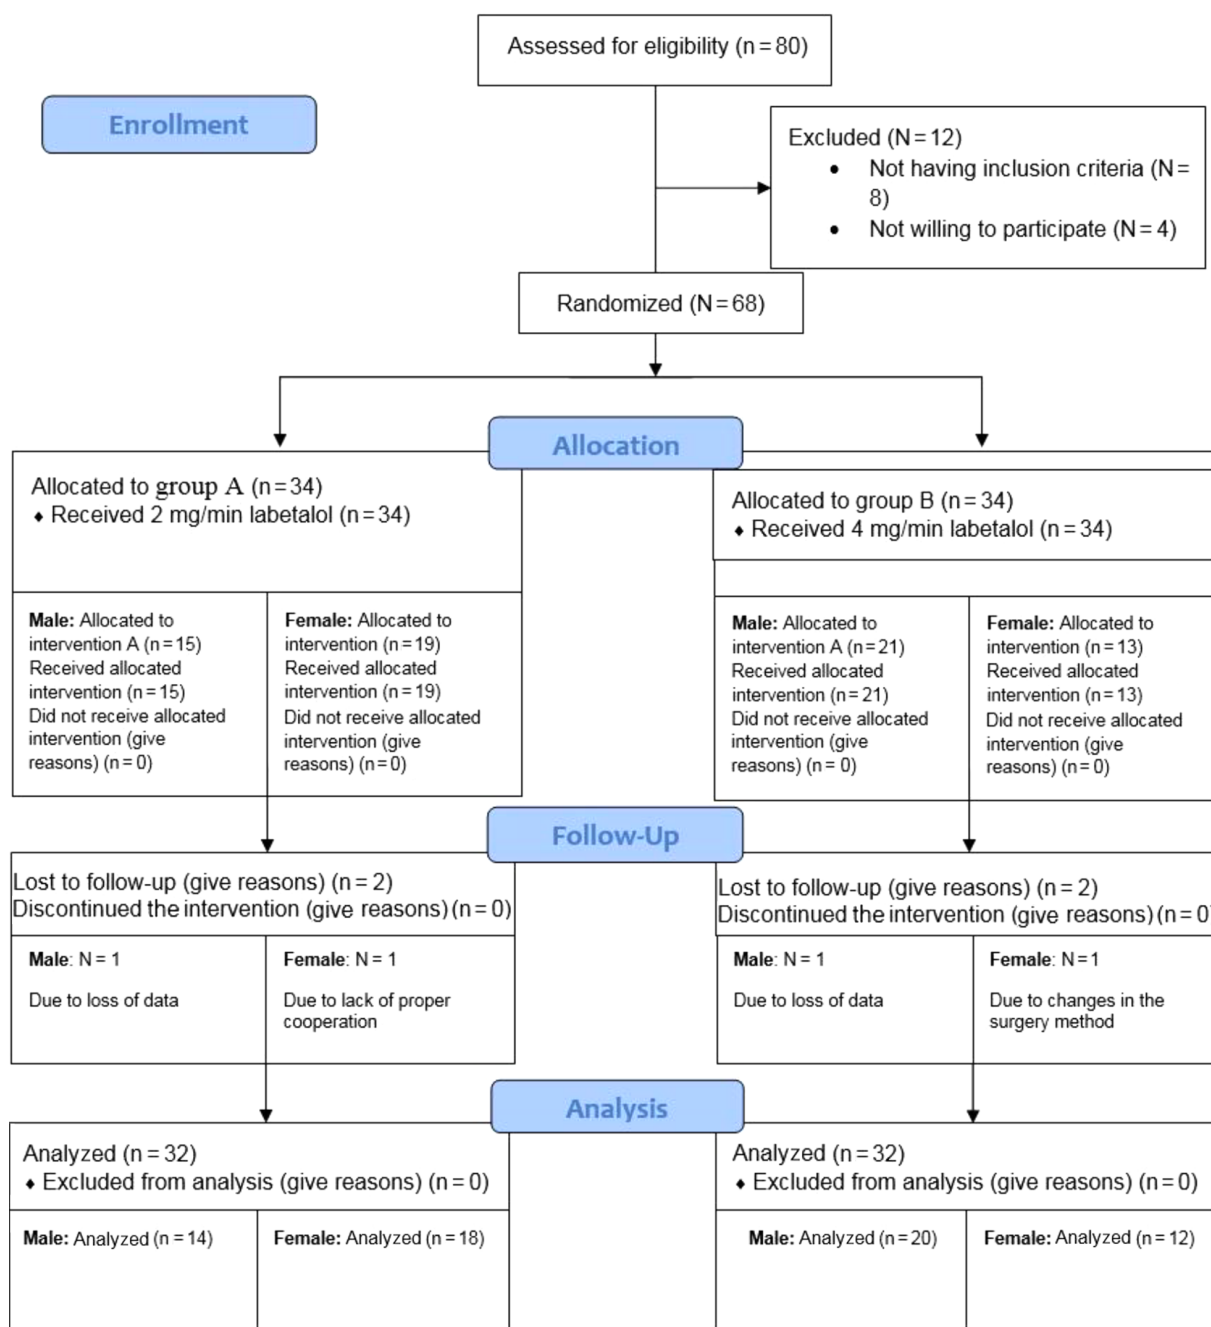 Assessed for eligibility (n = 80)
Enrollment
Excluded (N = 12)
• Not having inclusion criteria (N =
8)
• Not willing to participate (N = 4)
Randomized (N = 68)
Allocation
Allocated to group A (n = 34)
♦ Received 2 mg/min labetalol (n = 34)
Male: Allocated to
intervention A (n = 15)
Received allocated
intervention (n = 15)
Did not receive allocated
intervention (give
reasons) (n = 0)
Female: Allocated to
intervention (n = 19)
Received allocated
intervention (n = 19)
Did not receive allocated
intervention (give
reasons) (n = 0)
Allocated to group B (n = 34)
♦ Received 4 mg/min labetalol (n = 34)
Male: Allocated to
intervention A (n = 21)
Received allocated
intervention (n = 21)
Did not receive allocated
intervention (give
reasons) (n = 0)
Female: Allocated to
intervention (n = 13)
Received allocated
intervention (n = 13)
Did not receive allocated
intervention (give
reasons) (n = 0)
Follow-Up
Lost to follow-up (give reasons) (n = 2)
Discontinued the intervention (give reasons) (n = 0)
Male: N = 1
Due to loss of data
Female: N = 1
Due to lack of proper
cooperation
Lost to follow-up (give reasons) (n = 2)
Discontinued the intervention (give reasons) (n = 0)
Male: N = 1
Due to loss of data
Female: N = 1
Due to changes in the
surgery method
Analysis
Analyzed (n = 32)
♦ Excluded from analysis (give reasons) (n = 0)
Male: Analyzed (n = 14)
Female: Analyzed (n = 18)
Analyzed (n = 32)
♦ Excluded from analysis (give reasons) (n = 0)
Male: Analyzed (n = 20)
Female: Analyzed (n = 12)